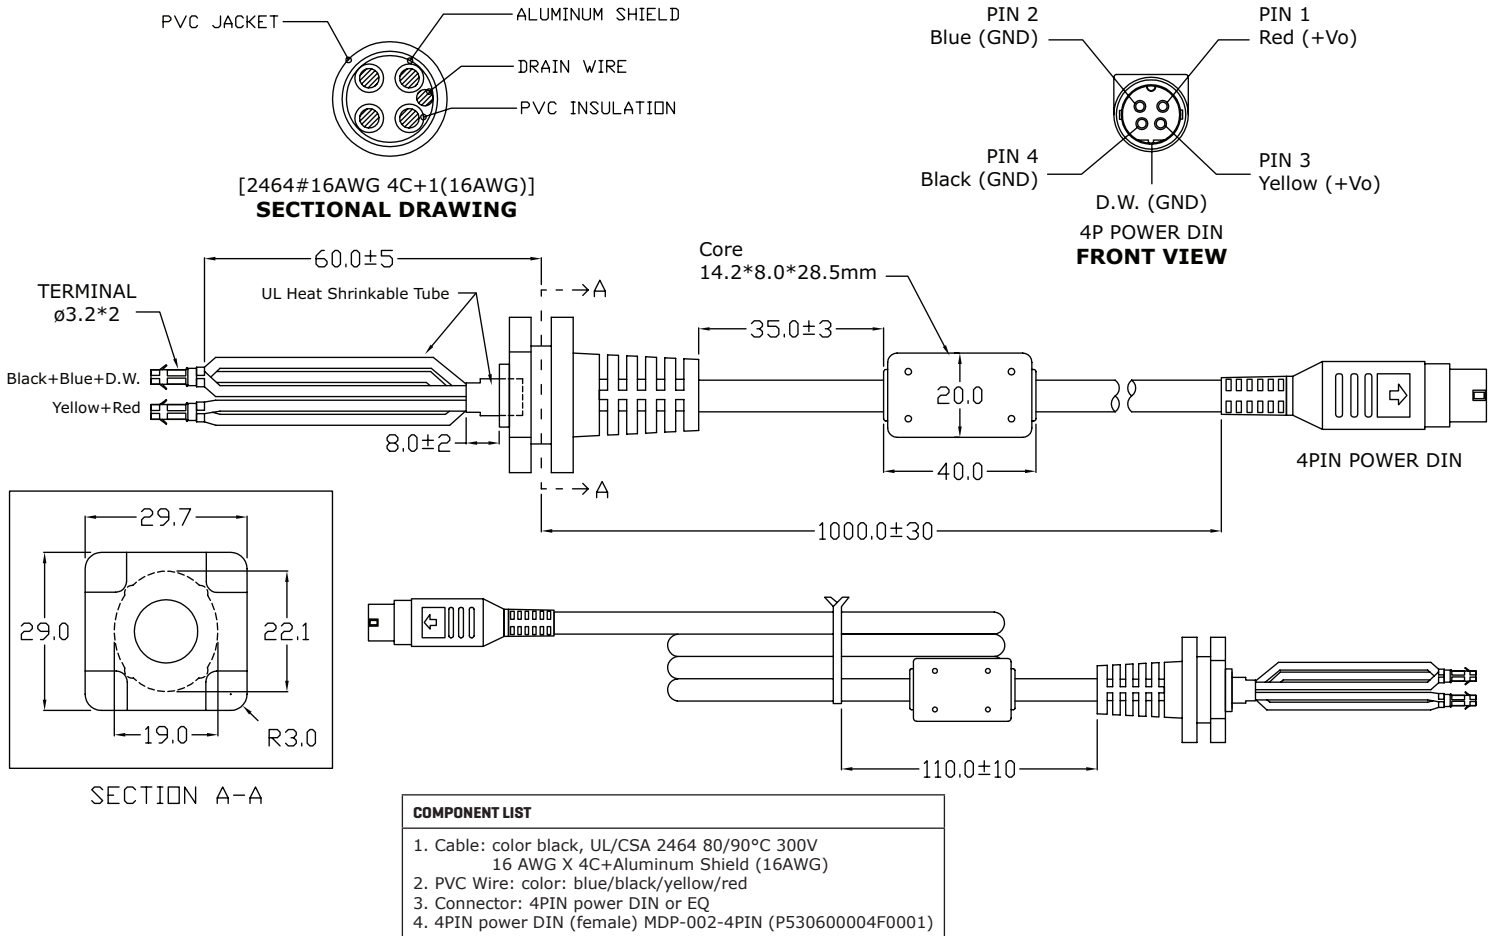 PVC JACKET
ALUMINUM SHIELD
DRAIN WIRE
PVC INSULATION
[2464#16AWG 4C+1(16AWG)]
SECTIONAL DRAWING
PIN 2
Blue (GND)
PIN 1
Red (+Vo)
PIN 4
Black (GND)
PIN 3
Yellow (+Vo)
D.W. (GND)
4P POWER DIN
FRONT VIEW
60.0±5
TERMINAL
ø3.2*2
UL Heat Shrinkable Tube
A
Core
14.2*8.0*28.5mm
35.0±3
Black+Blue+D.W.
Yellow+Red
20.0
8.0±2
40.0
4PIN POWER DIN
A
1000.0±30
29.7
29.0
22.1
19.0
R3.0
SECTION A-A
110.0±10
COMPONENT LIST
1. Cable: color black, UL/CSA 2464 80/90°C 300V
16 AWG X 4C+Aluminum Shield (16AWG)
2. PVC Wire: color: blue/black/yellow/red
3. Connector: 4PIN power DIN or EQ
4. 4PIN power DIN (female) MDP-002-4PIN (P530600004F0001)